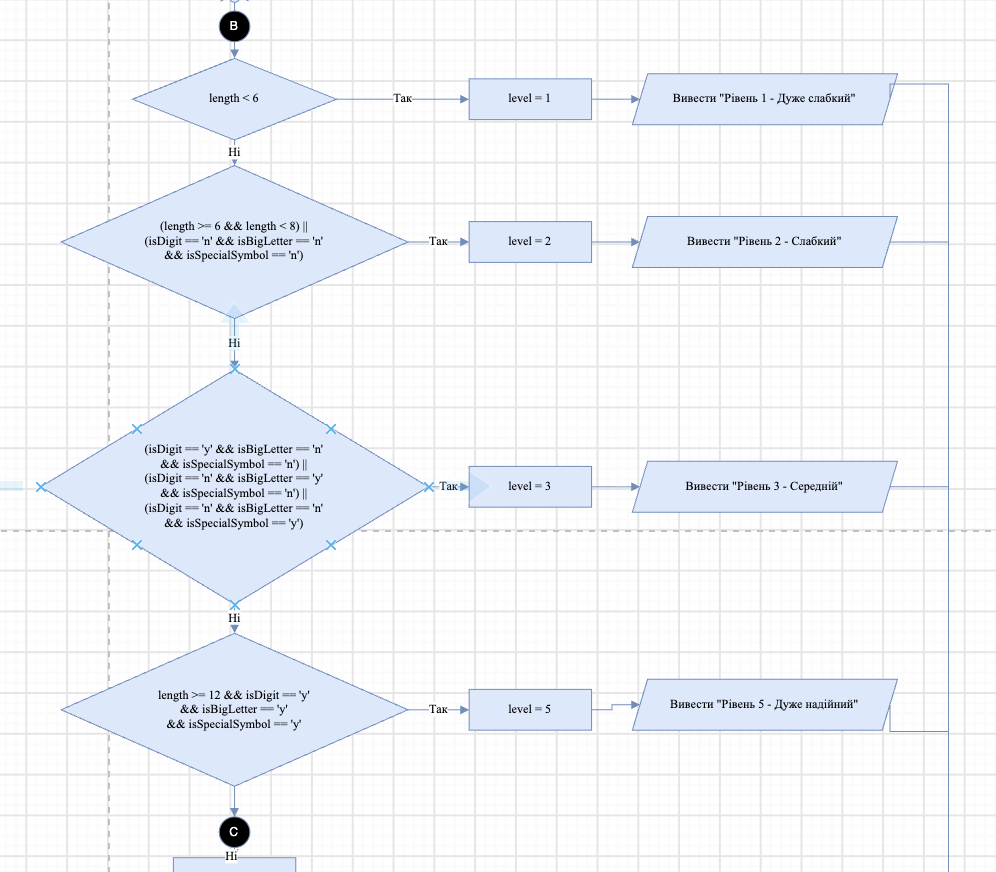 B
length < 6
Так
level = 1
Вивести "Рівень 1 - Дуже слабкий"
Ні
(length >= 6 && length < 8) ||
(isDigit == 'n' && isBigLetter == 'n'
&& isSpecialSymbol == 'n')
Так
level = 2
Вивести "Рівень 2 - Слабкий"
Ні
(isDigit == 'y' && isBigLetter == 'n'
&& isSpecialSymbol == 'n') ||
(isDigit == 'n' && isBigLetter == 'y'
&& isSpecialSymbol == 'n') ||
(isDigit == 'n' && isBigLetter == 'n'
&& isSpecialSymbol == 'y')
Так
level = 3
Вивести "Рівень 3 - Середній"
Ні
length >= 12 && isDigit == 'y'
&& isBigLetter == 'y'
&& isSpecialSymbol == 'y'
Так
level = 5
Вивести "Рівень 5 - Дуже надійний"
C
Ні